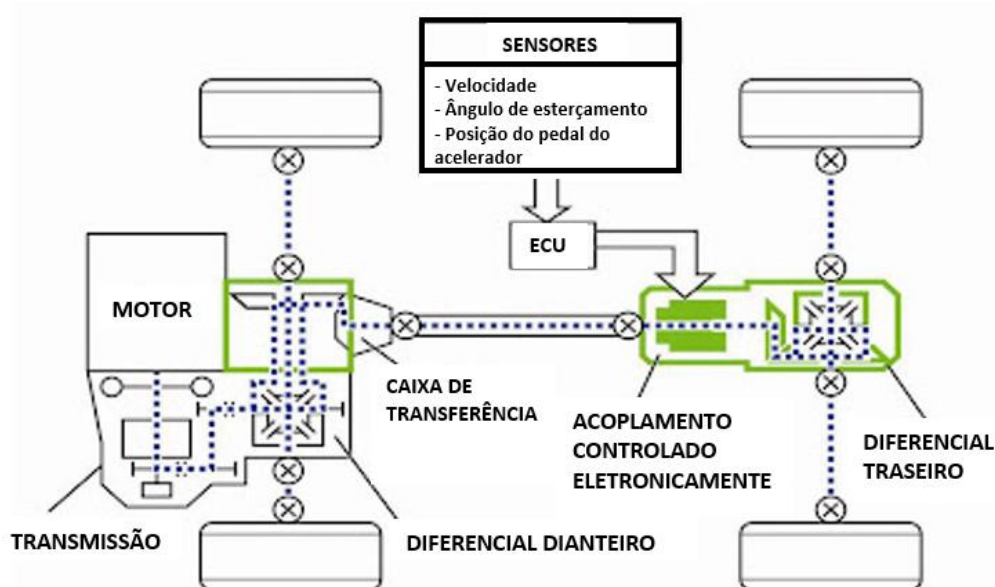 SENSORES
- Velocidade
- Ângulo de esterçamento
- Posição do pedal do
acelerador
ECU
MOTOR
CAIXA DE
TRANSFERÊNCIA
ACOPLAMENTO
CONTROLADO
ELETRONICAMENTE
DIFERENCIAL
TRASEIRO
TRANSMISSÃO
DIFERENCIAL DIANTEIRO